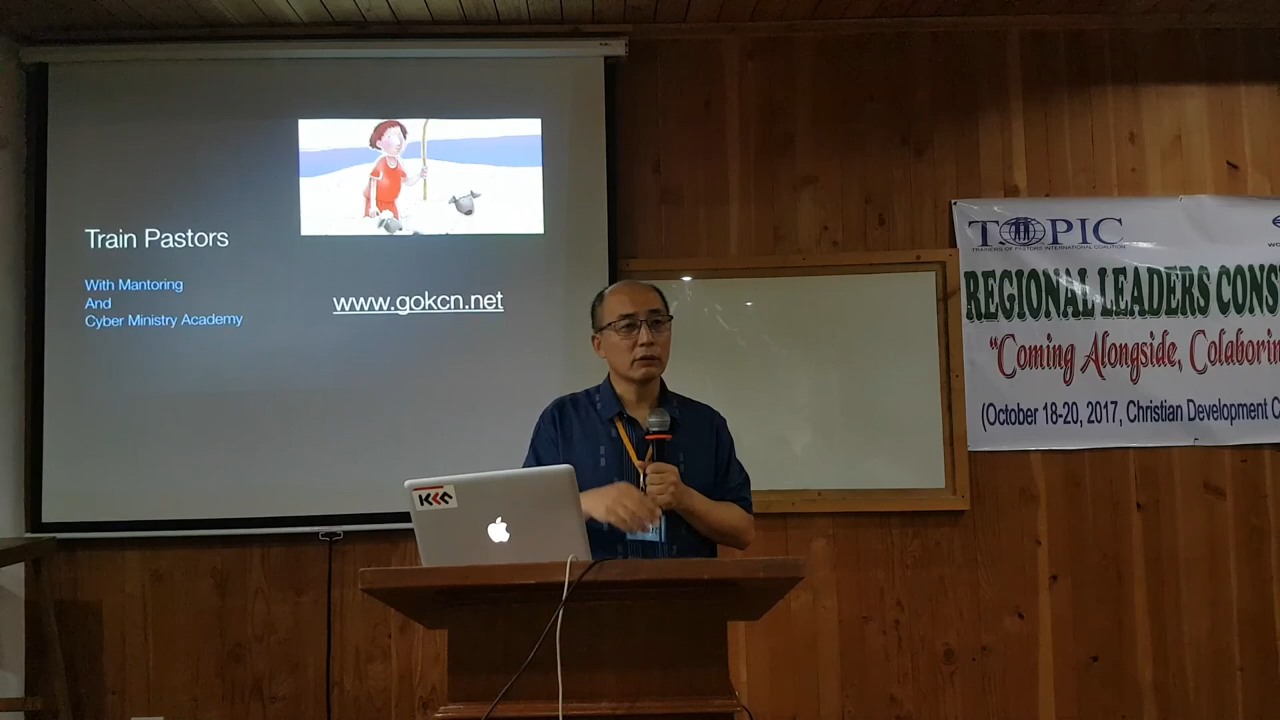 Train Pastors
With Mantoring
And
Cyber Ministry Academy
www.gokcn.net
KCN
TOPIC
TRAINERS OF PASTORS INTERNATIONAL COALITION
REGIONAL LEADERS CONS
"Coming Alongside, Colaborin
(October 18-20, 2017, Christian Development C